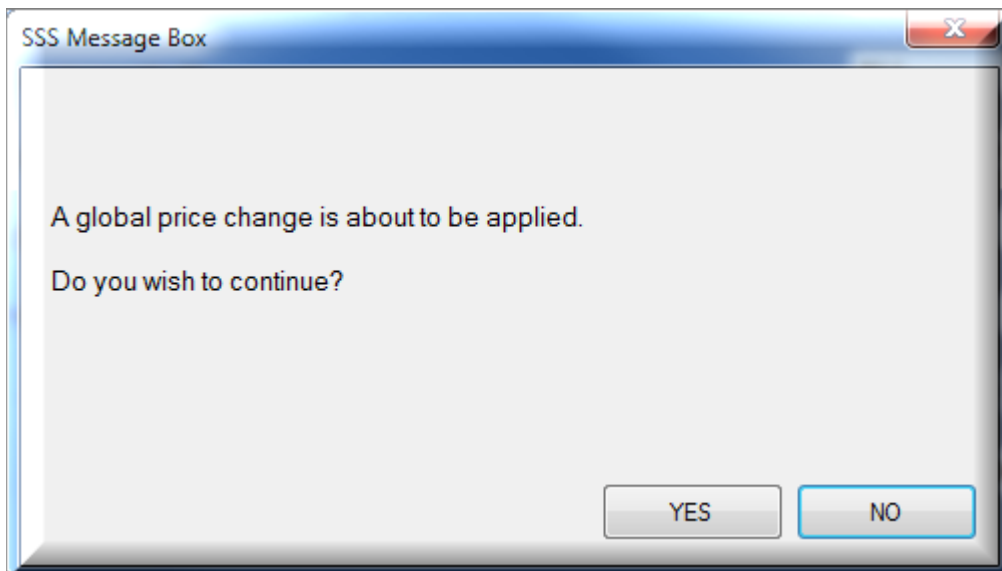 SSS Message Box
A global price change is about to be applied.
Do you wish to continue?
YES NO